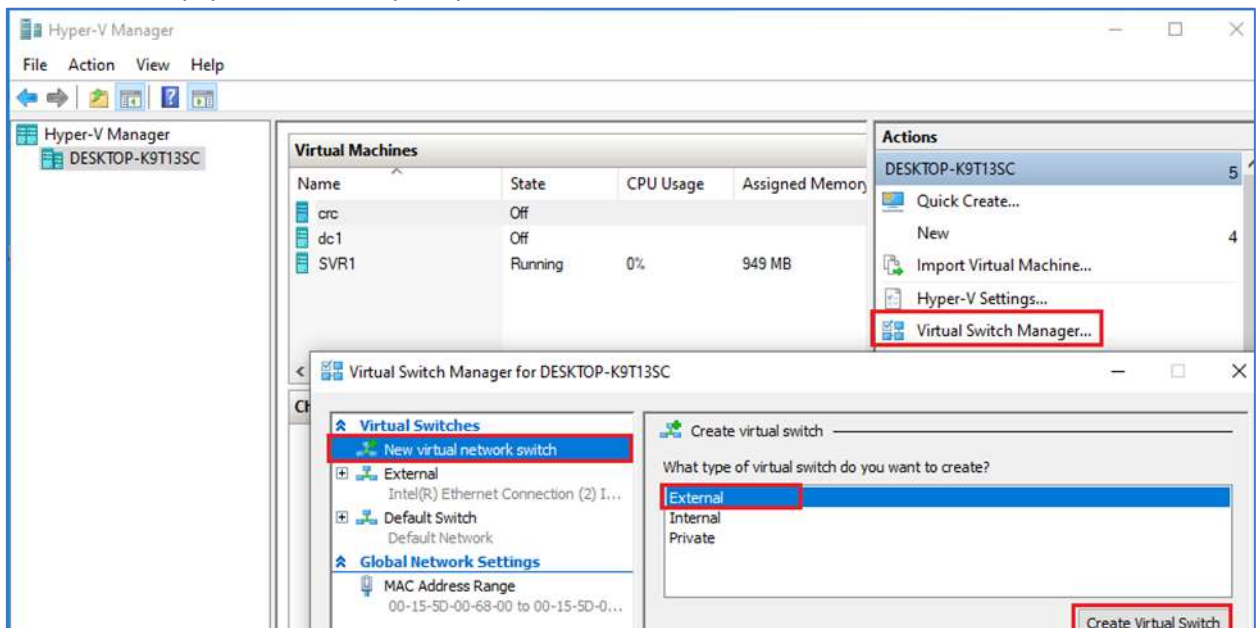 Hyper-V Manager
File Action View Help
Hyper-V Manager
DESKTOP-K9T13SC
Virtual Machines
Name State CPU Usage Assigned Memory
crc Off
dc1 Off
SVR1 Running 0% 949 MB
Actions
DESKTOP-K9T13SC 5
Quick Create...
New 4
Import Virtual Machine...
Hyper-V Settings...
Virtual Switch Manager...
Virtual Switch Manager for DESKTOP-K9T13SC
Virtual Switches
New virtual network switch
External
Intel(R) Ethernet Connection (2) I...
Default Switch
Default Network
Global Network Settings
MAC Address Range
00-15-5D-00-68-00 to 00-15-5D-0...
Create virtual switch
What type of virtual switch do you want to create?
External
Internal
Private
Create Virtual Switch